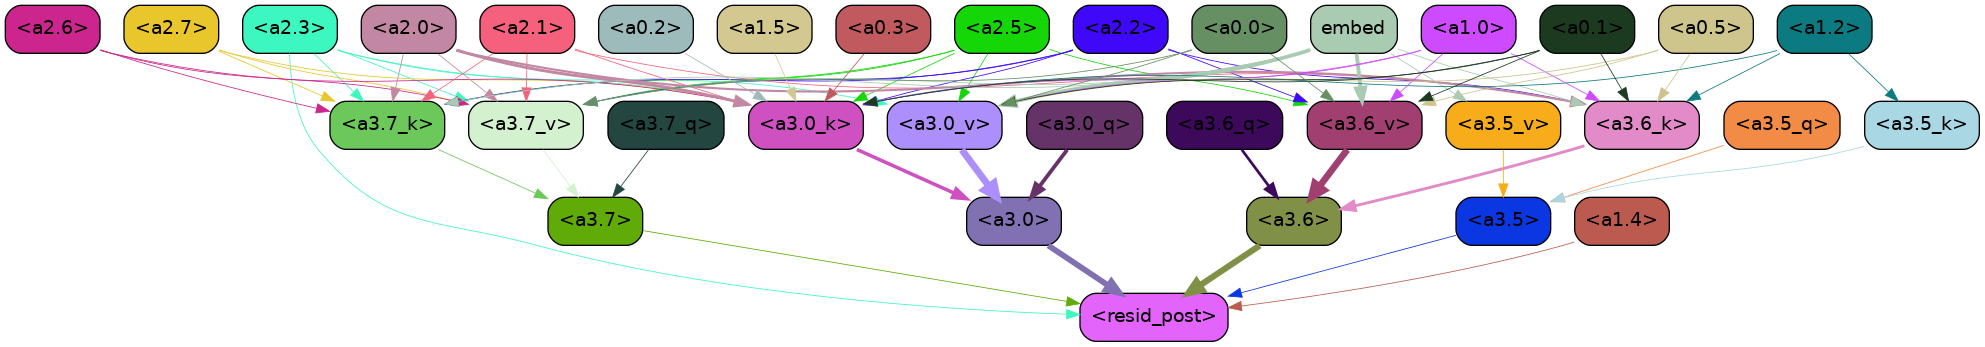 <a2.6> <a2.7> <a2.3> <a2.0> <a2.1> <a0.2> <a1.5> <a0.3> <a2.5> <a2.2> <a0.0> embed <a1.0> <a0.1> <a0.5> <a1.2>
<a3.7_k> <a3.7_v> <a3.7_q> <a3.0_k> <a3.0_v> <a3.0_q> <a3.6_q> <a3.6_v> <a3.5_v> <a3.6_k> <a3.5_q> <a3.5_k>
<a3.7> <a3.0> <a3.6> <a3.5> <a1.4>
<resid_post>